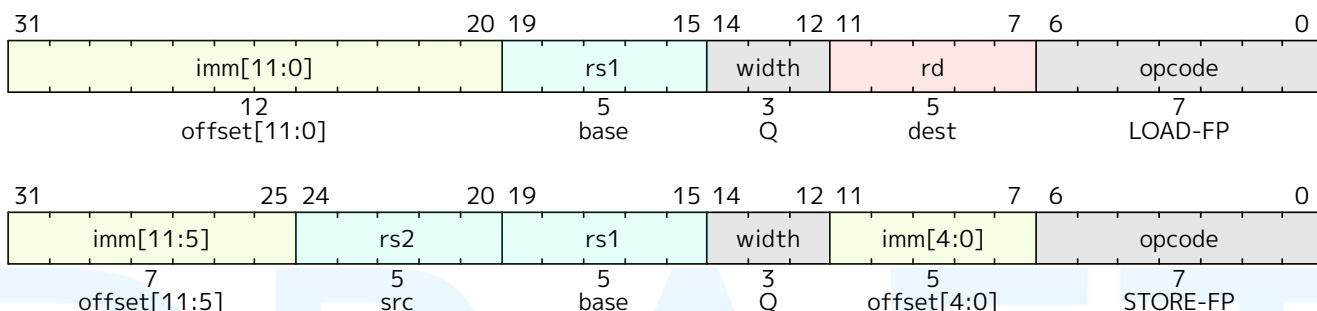 31 20 19 15 14 12 11 7 6 0
imm[11:0] rs1 width rd opcode
12 5 3 5 7
offset[11:0] base Q dest LOAD-FP
31 25 24 20 19 15 14 12 11 7 6 0
imm[11:5] rs2 rs1 width imm[4:0] opcode
7 5 5 3 5 7
offset[11:5] src base Q offset[4:0] STORE-FP